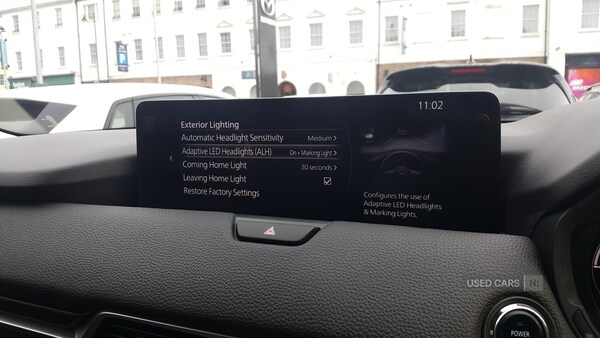 11:02
Exterior Lighting
Automatic Headlight Sensitivity Medium
Adaptive LED Headlights (ALH) On + Marking Light
Coming Home Light 30 seconds
Leaving Home Light
Restore Factory Settings
Configures the use of
Adaptive LED Headlights
& Marking Lights.
USED CARS NI
POWER